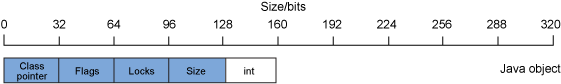 Size/bits
0 32 64 96 128 160 192 224 256 288 320
Class pointer Flags Locks Size int Java object